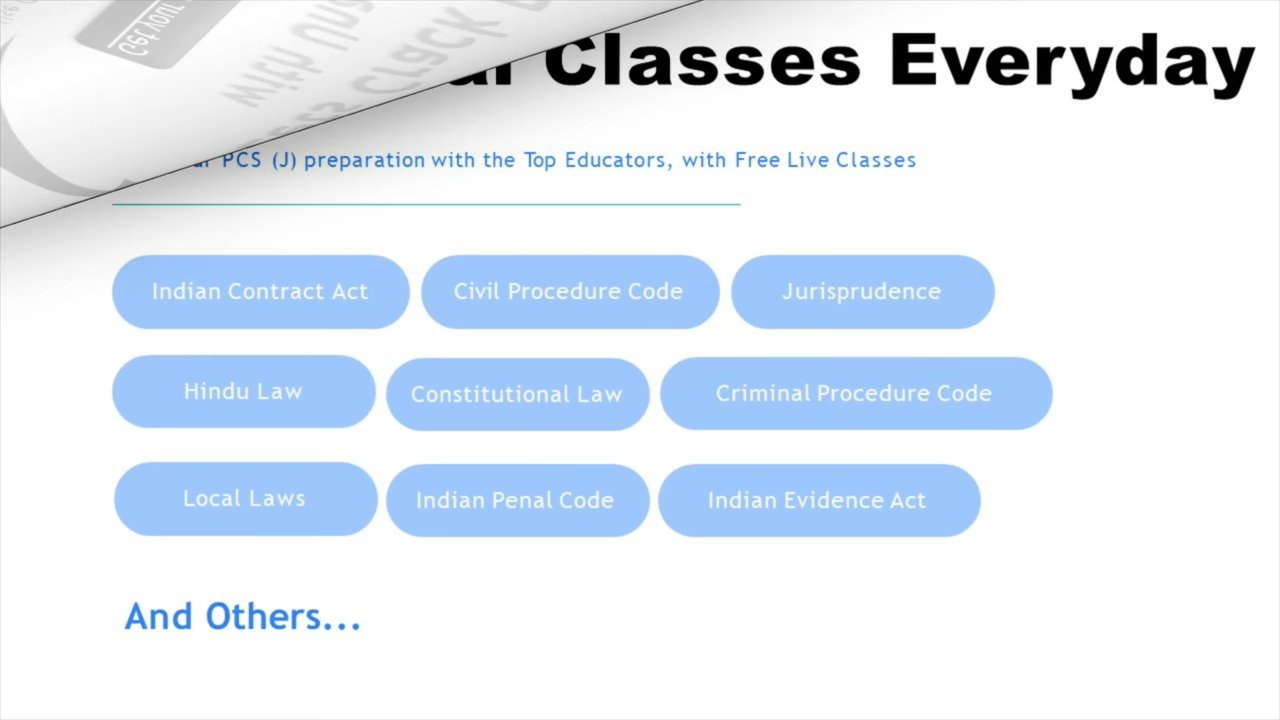 Classes Everyday
PCS (J) preparation with the Top Educators, with Free Live Classes
Indian Contract Act
Civil Procedure Code
Jurisprudence
Hindu Law
Constitutional Law
Criminal Procedure Code
Local Laws
Indian Penal Code
Indian Evidence Act
And Others...